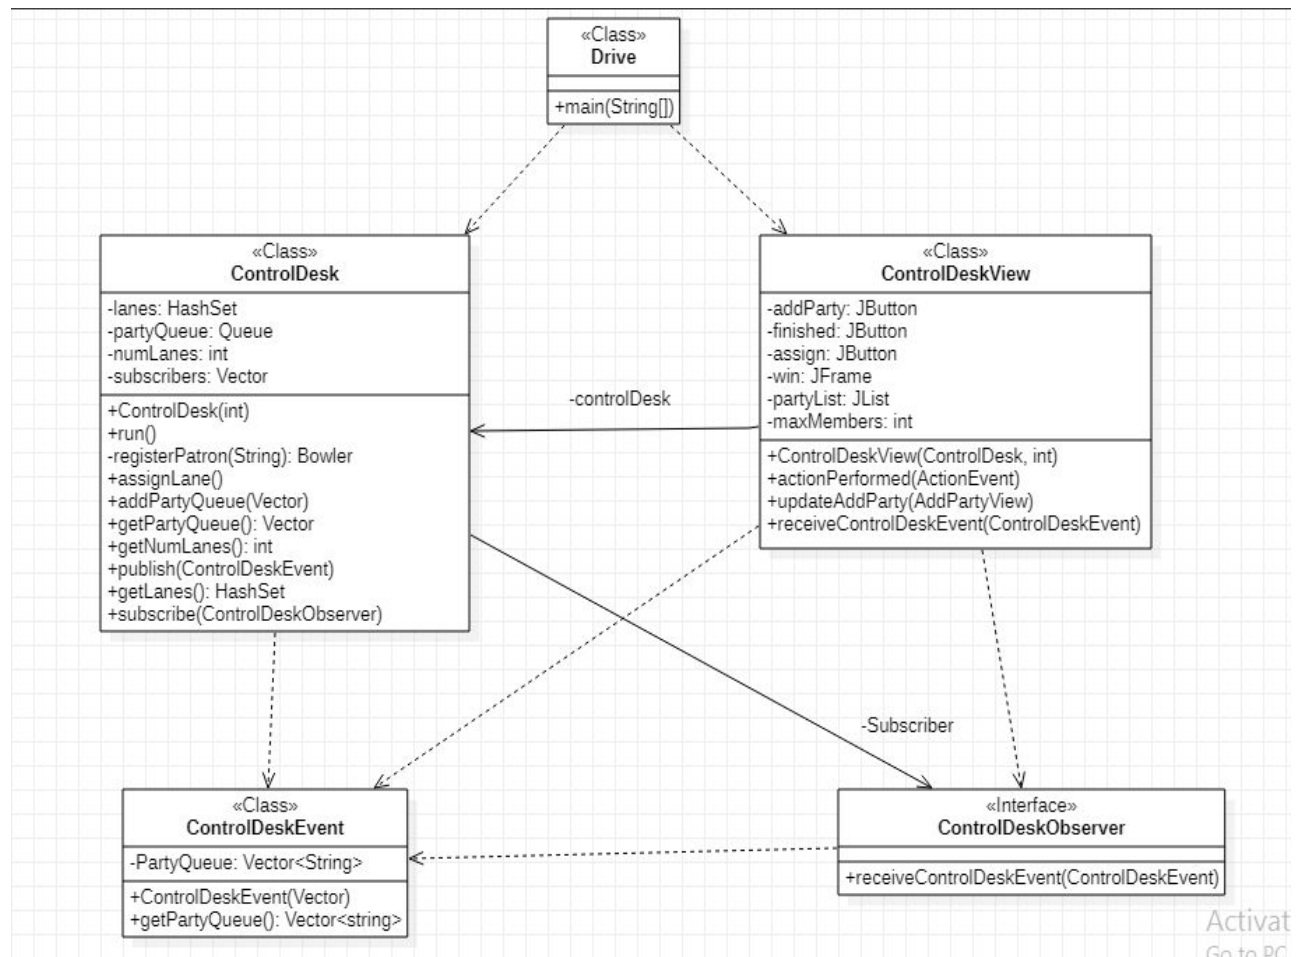 «Class»
Drive
+main(String[])
«Class»
ControlDesk
-lanes: HashSet
-partyQueue: Queue
-numLanes: int
-subscribers: Vector
+ControlDesk(int)
+run()
-registerPatron(String): Bowler
+assignLane()
+addPartyQueue(Vector)
+getPartyQueue(): Vector
+getNumLanes(): int
+publish(ControlDeskEvent)
+getLanes(): HashSet
+subscribe(ControlDeskObserver)
-controlDesk
«Class»
ControlDeskView
-addParty: JButton
-finished: JButton
-assign: JButton
-win: JFrame
-partyList: JList
-maxMembers: int
+ControlDeskView(ControlDesk, int)
+actionPerformed(ActionEvent)
+updateAddParty(AddPartyView)
+receiveControlDeskEvent(ControlDeskEvent)
-Subscriber
«Class»
ControlDeskEvent
-PartyQueue: Vector<String>
+ControlDeskEvent(Vector)
+getPartyQueue(): Vector<string>
«Interface»
ControlDeskObserver
+receiveControlDeskEvent(ControlDeskEvent)
Activat
Go to PC